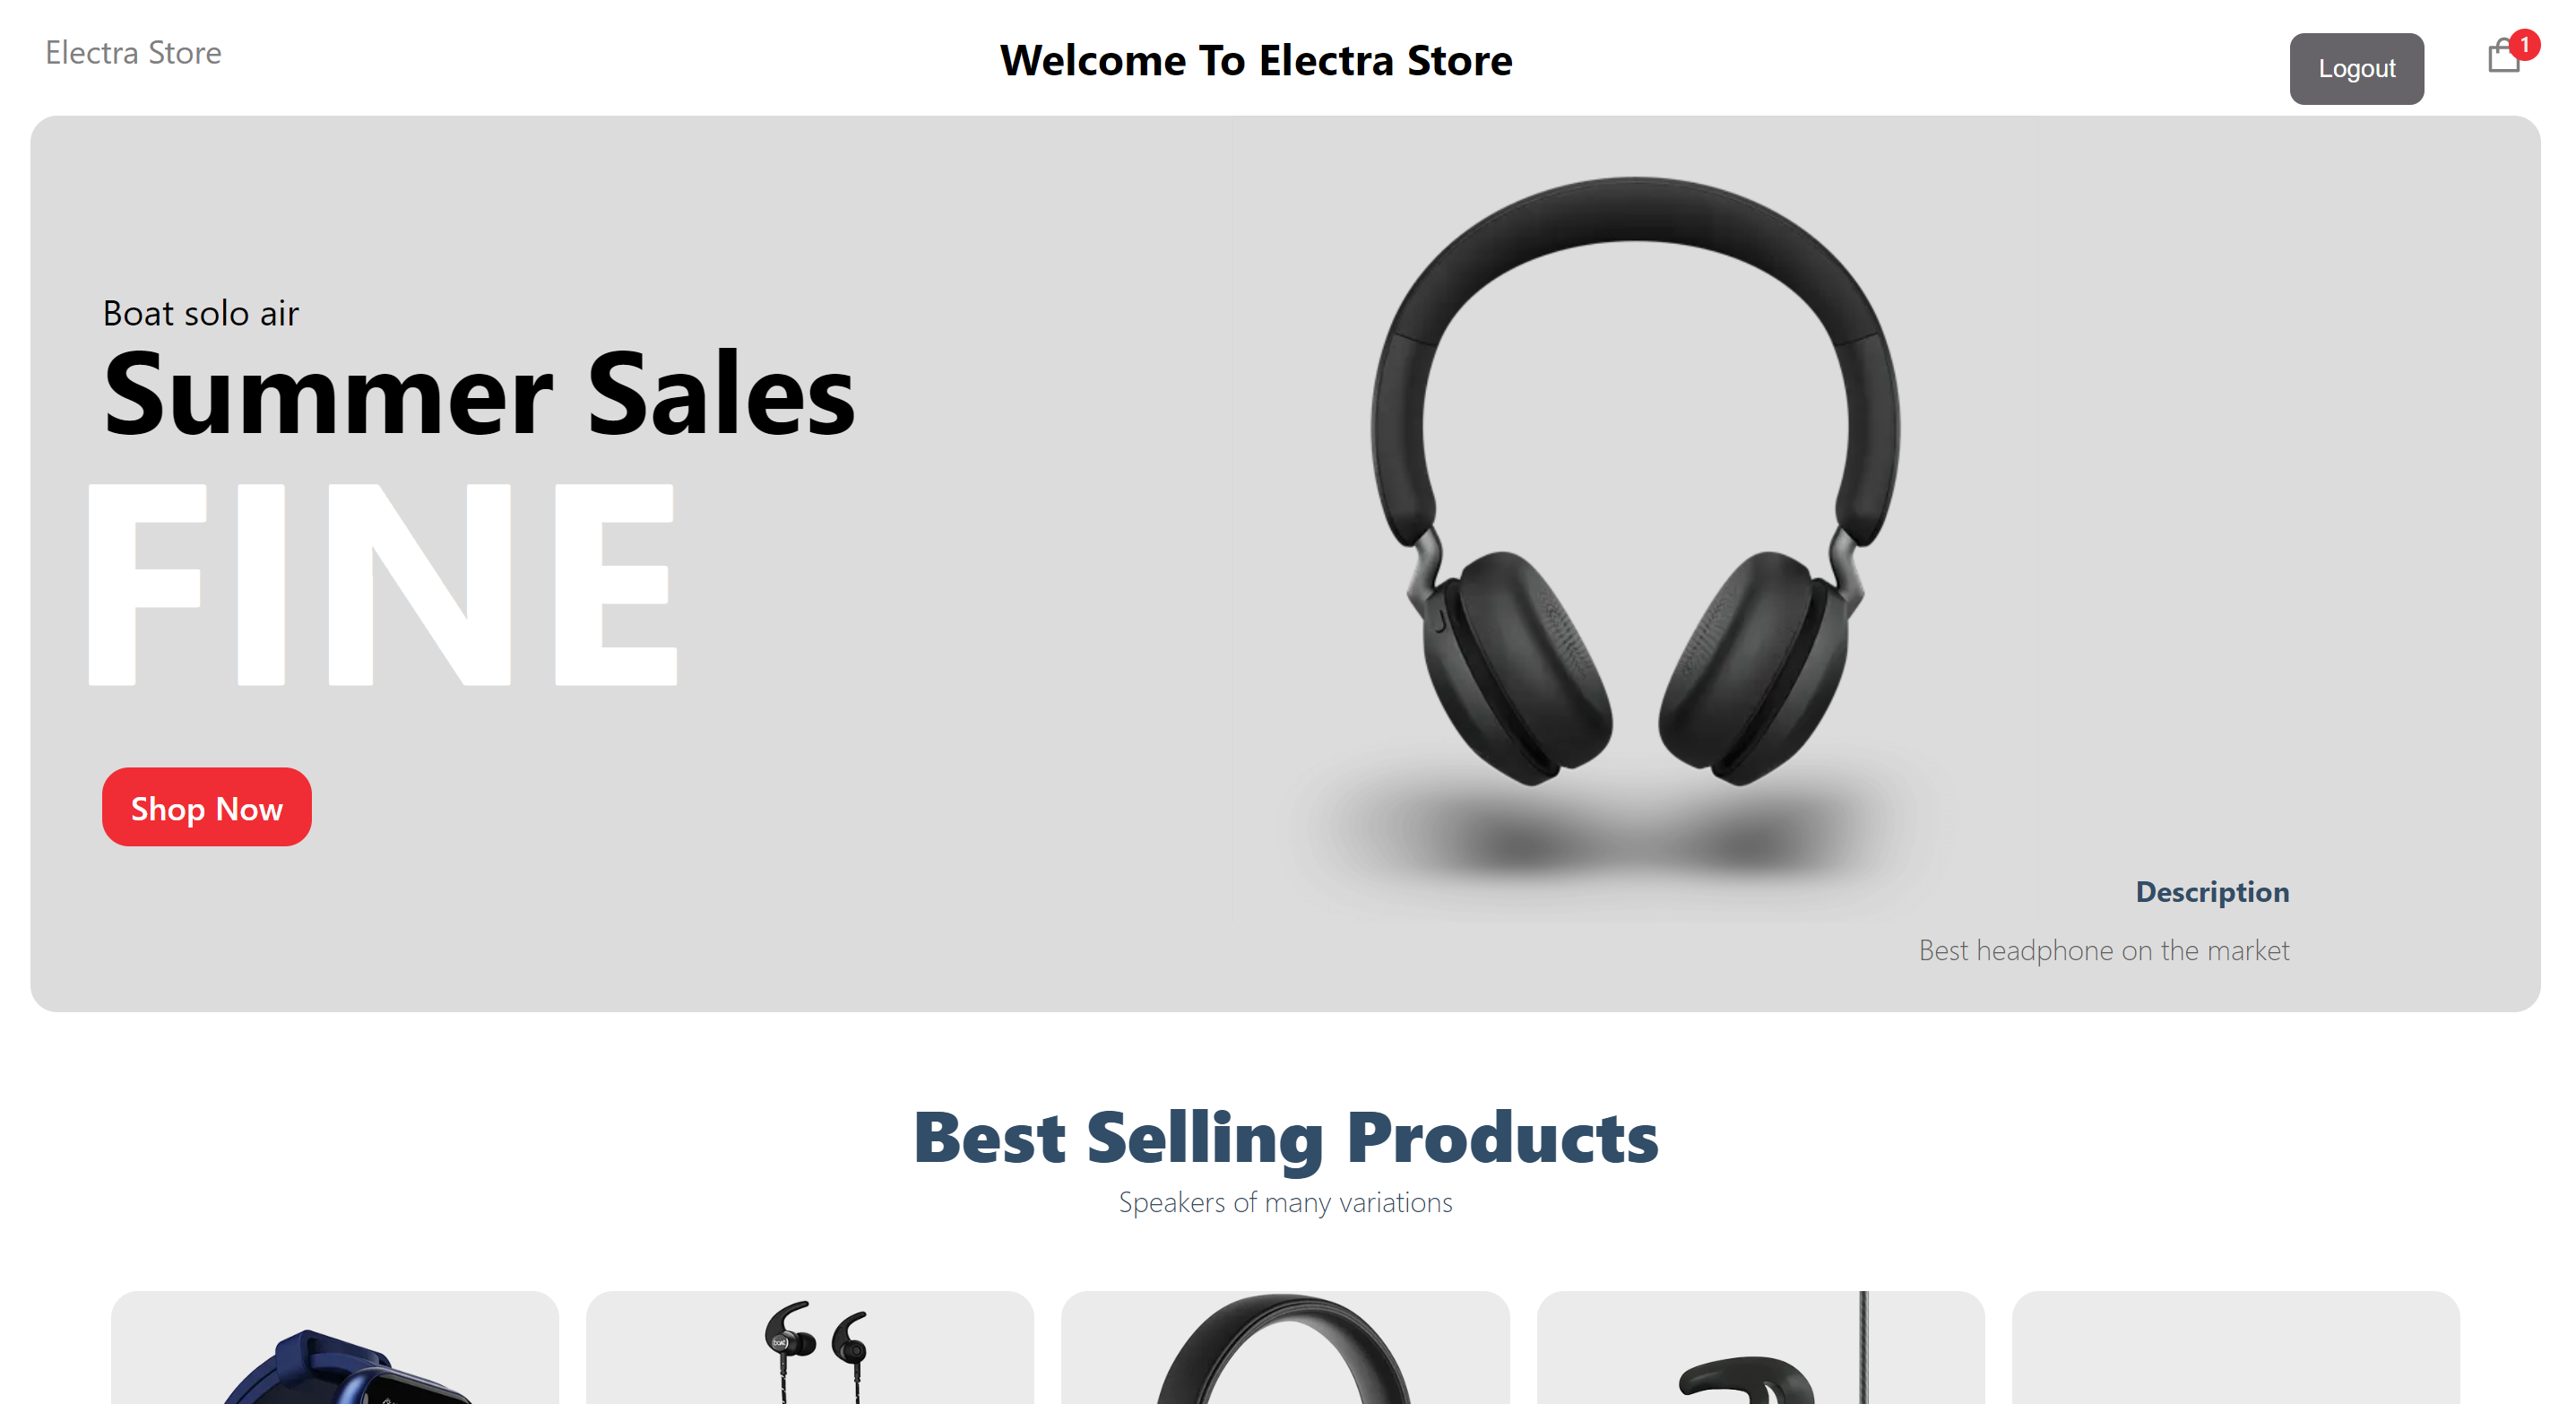 Electra Store
Welcome To Electra Store
Logout
1
Boat solo air
Summer Sales
FINE
Shop Now
Description
Best headphone on the market
Best Selling Products
Speakers of many variations
boAt